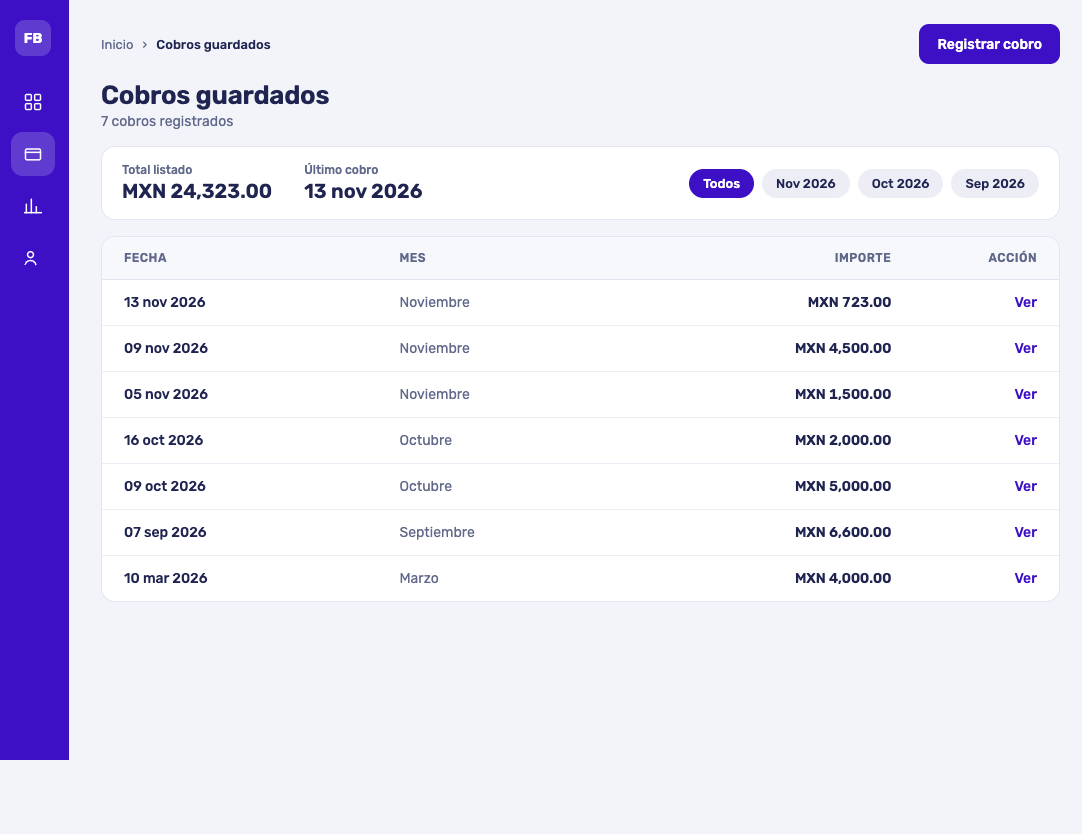 FB
Inicio › Cobros guardados
Registrar cobro
Cobros guardados
7 cobros registrados
Total listado
MXN 24,323.00
Último cobro
13 nov 2026
Todos Nov 2026 Oct 2026 Sep 2026
FECHA MES IMPORTE ACCIÓN
13 nov 2026 Noviembre MXN 723.00 Ver
09 nov 2026 Noviembre MXN 4,500.00 Ver
05 nov 2026 Noviembre MXN 1,500.00 Ver
16 oct 2026 Octubre MXN 2,000.00 Ver
09 oct 2026 Octubre MXN 5,000.00 Ver
07 sep 2026 Septiembre MXN 6,600.00 Ver
10 mar 2026 Marzo MXN 4,000.00 Ver